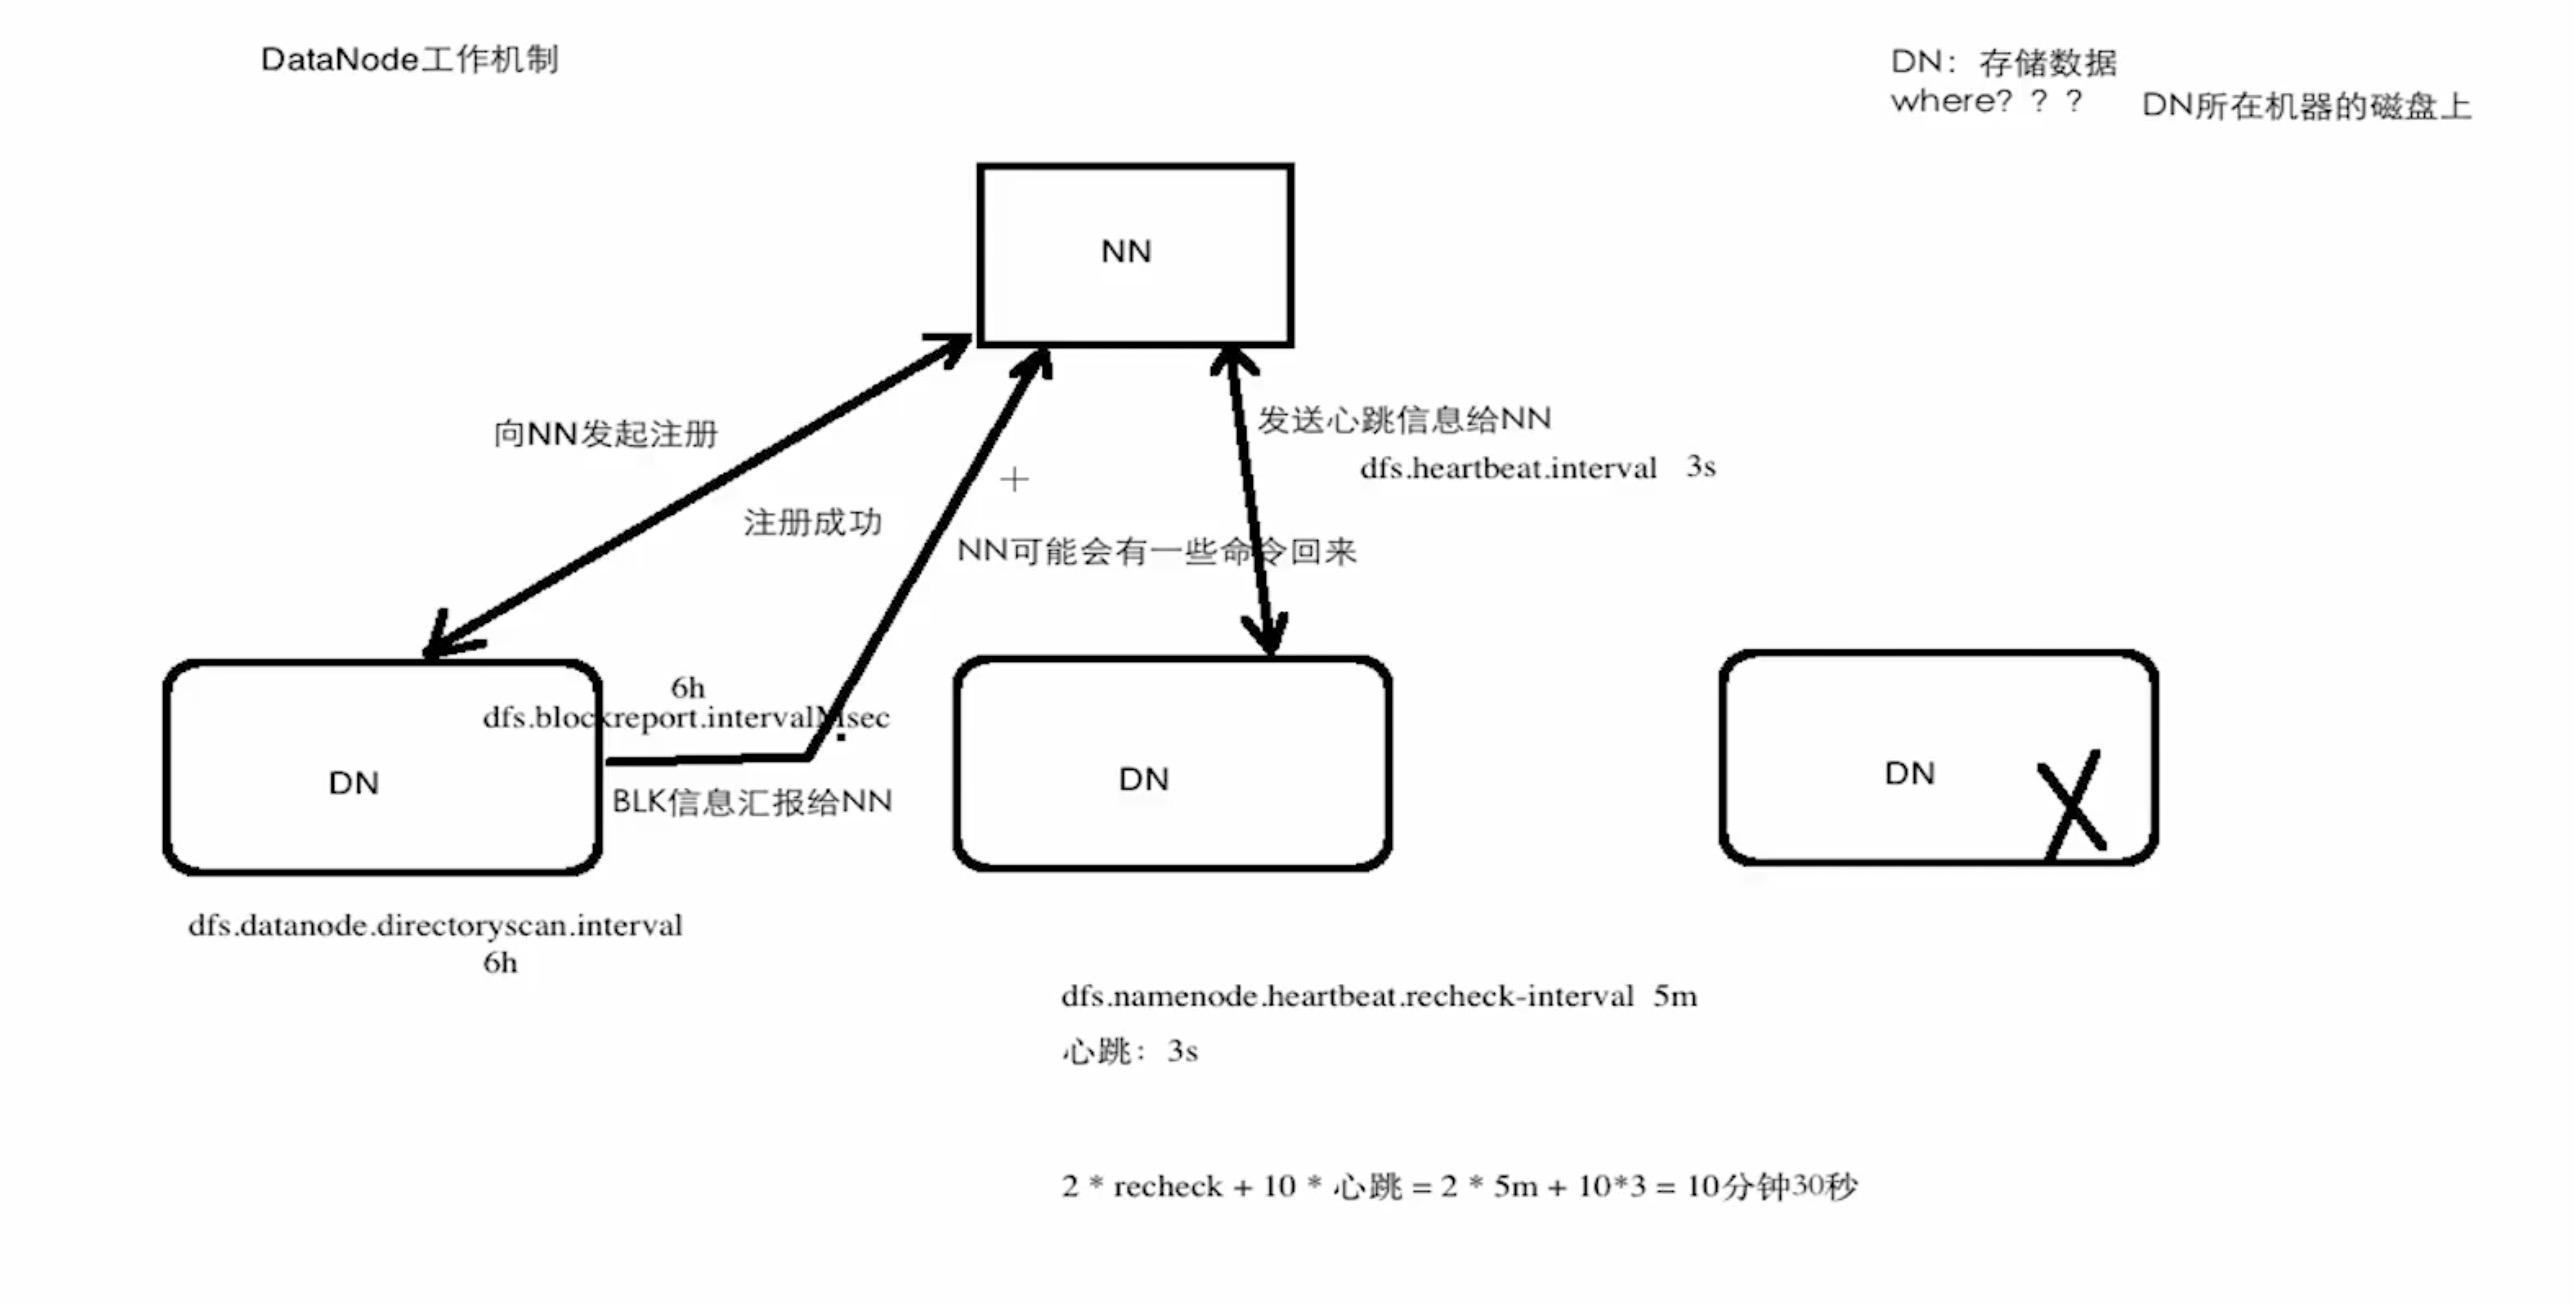 DataNode工作机制
DN：存储数据
where？？？
DN所在机器的磁盘上
NN
向NN发起注册
注册成功
发送心跳信息给NN
dfs.heartbeat.interval 3s
NN可能会有一些命令回来
6h
dfs.blockreport.intervalMsec
BLK信息汇报给NN
DN
DN
DN
dfs.datanode.directoryscan.interval
6h
dfs.namenode.heartbeat.recheck-interval 5m
心跳：3s
2 * recheck + 10 * 心跳 = 2 * 5m + 10*3 = 10分钟30秒